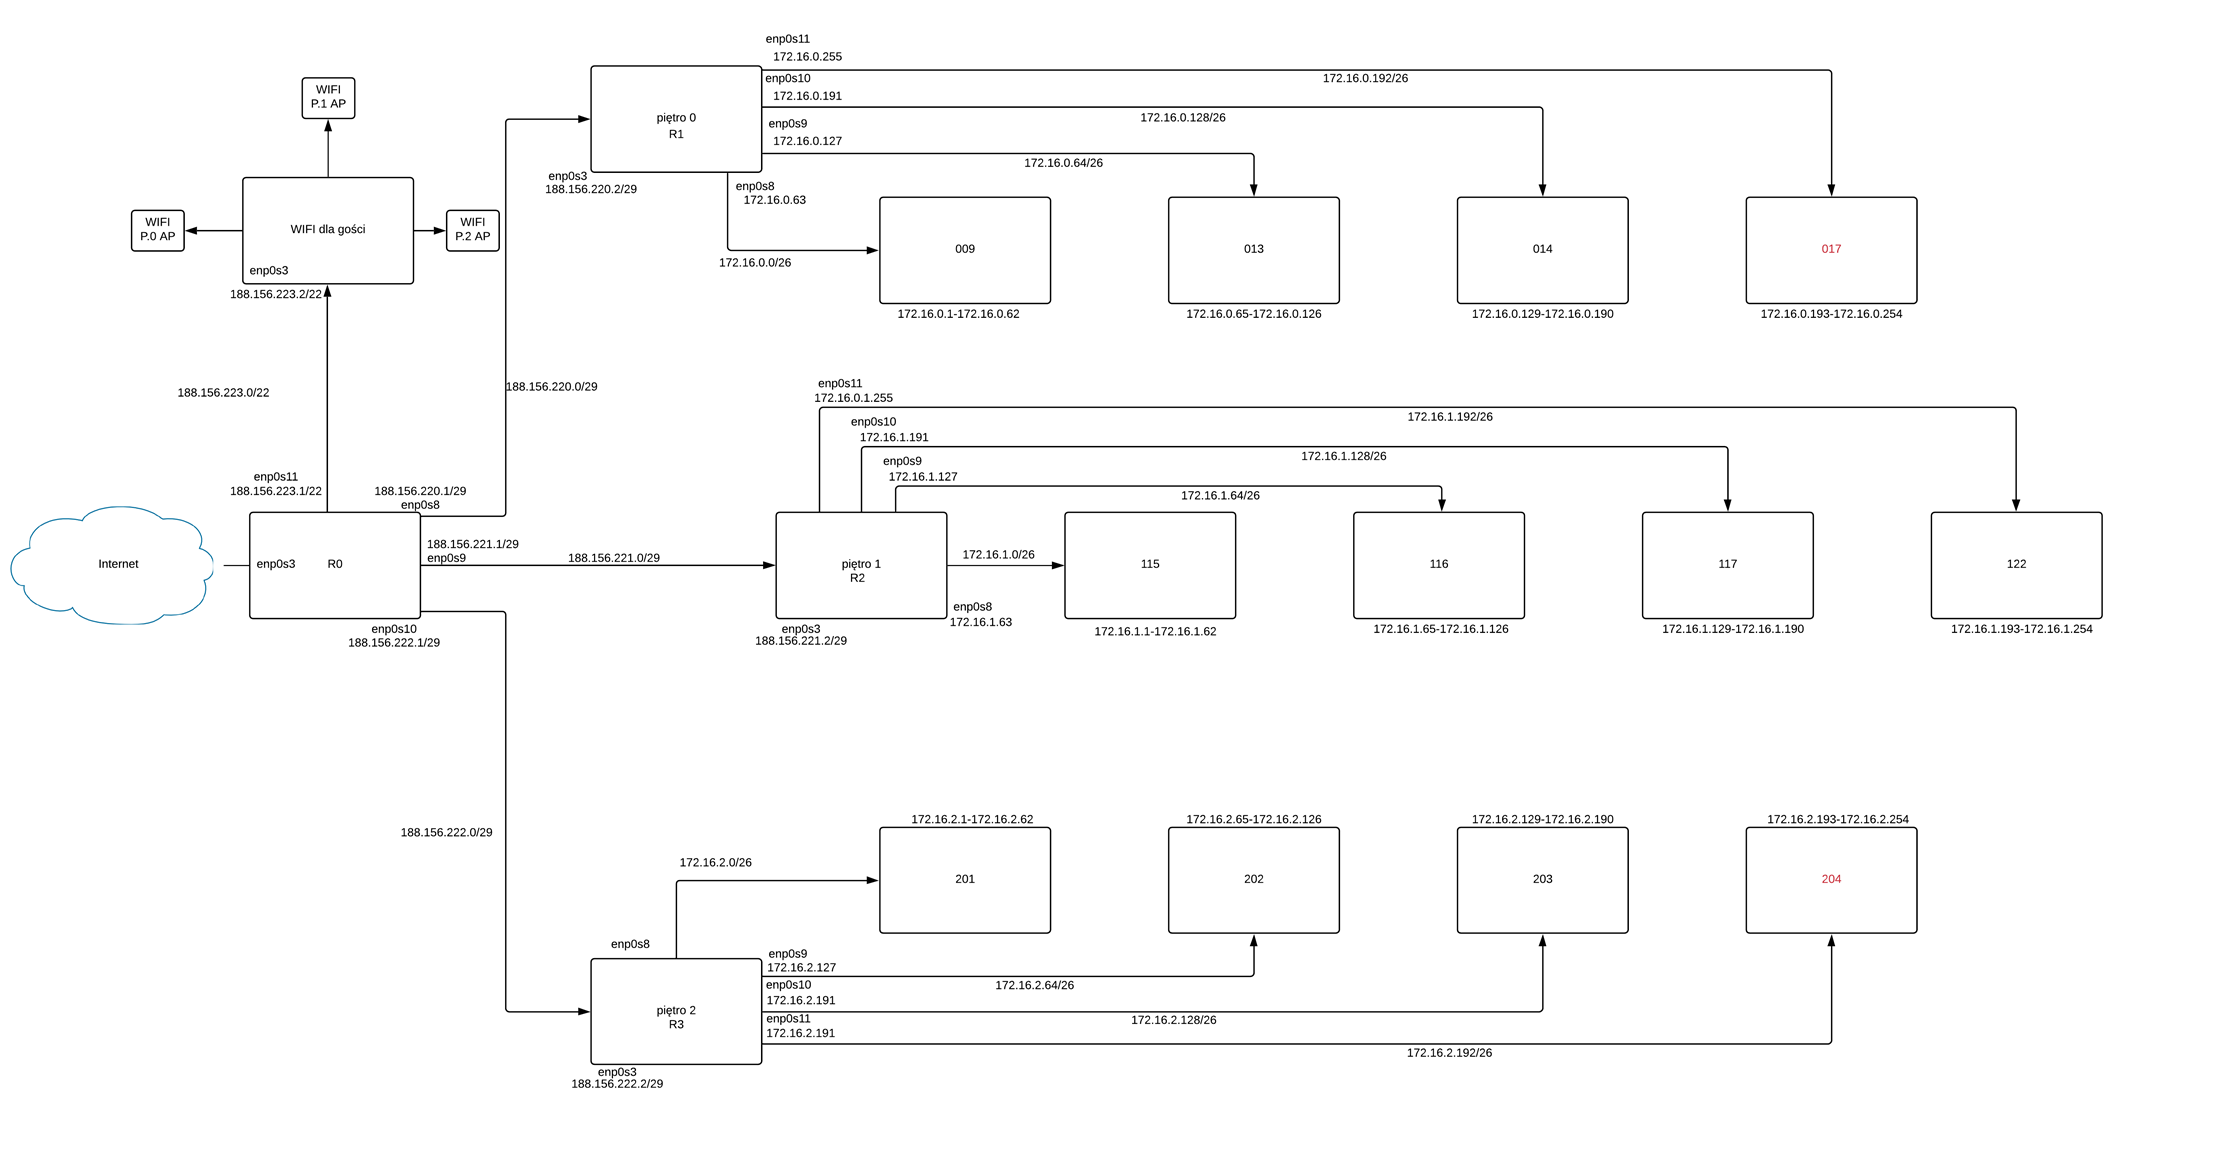 enp0s11
172.16.0.255
172.16.0.192/26
enp0s10
172.16.0.191
172.16.0.128/26
enp0s9
172.16.0.127
172.16.0.64/26
piętro 0
R1
enp0s3
188.156.220.2/29
enp0s8
172.16.0.63
172.16.0.0/26
009
172.16.0.1-172.16.0.62
013
172.16.0.65-172.16.0.126
014
172.16.0.129-172.16.0.190
017
172.16.0.193-172.16.0.254
WIFI
P.1 AP
WIFI
P.0 AP
WIFI dla gości
enp0s3
188.156.223.2/22
WIFI
P.2 AP
188.156.223.0/22
188.156.220.0/29
enp0s11
188.156.223.1/22
188.156.220.1/29
enp0s8
Internet
enp0s3
R0
188.156.221.1/29
enp0s9
188.156.221.0/29
enp0s10
188.156.222.1/29
enp0s11
172.16.0.1.255
172.16.1.192/26
enp0s10
172.16.1.191
172.16.1.128/26
enp0s9
172.16.1.127
172.16.1.64/26
piętro 1
R2
enp0s3
188.156.221.2/29
172.16.1.0/26
enp0s8
172.16.1.63
115
172.16.1.1-172.16.1.62
116
172.16.1.65-172.16.1.126
117
172.16.1.129-172.16.1.190
122
172.16.1.193-172.16.1.254
188.156.222.0/29
172.16.2.0/26
172.16.2.1-172.16.2.62
201
172.16.2.65-172.16.2.126
202
172.16.2.129-172.16.2.190
203
172.16.2.193-172.16.2.254
204
enp0s8
piętro 2
R3
enp0s3
188.156.222.2/29
enp0s9
172.16.2.127
172.16.2.64/26
enp0s10
172.16.2.191
172.16.2.128/26
enp0s11
172.16.2.191
172.16.2.192/26